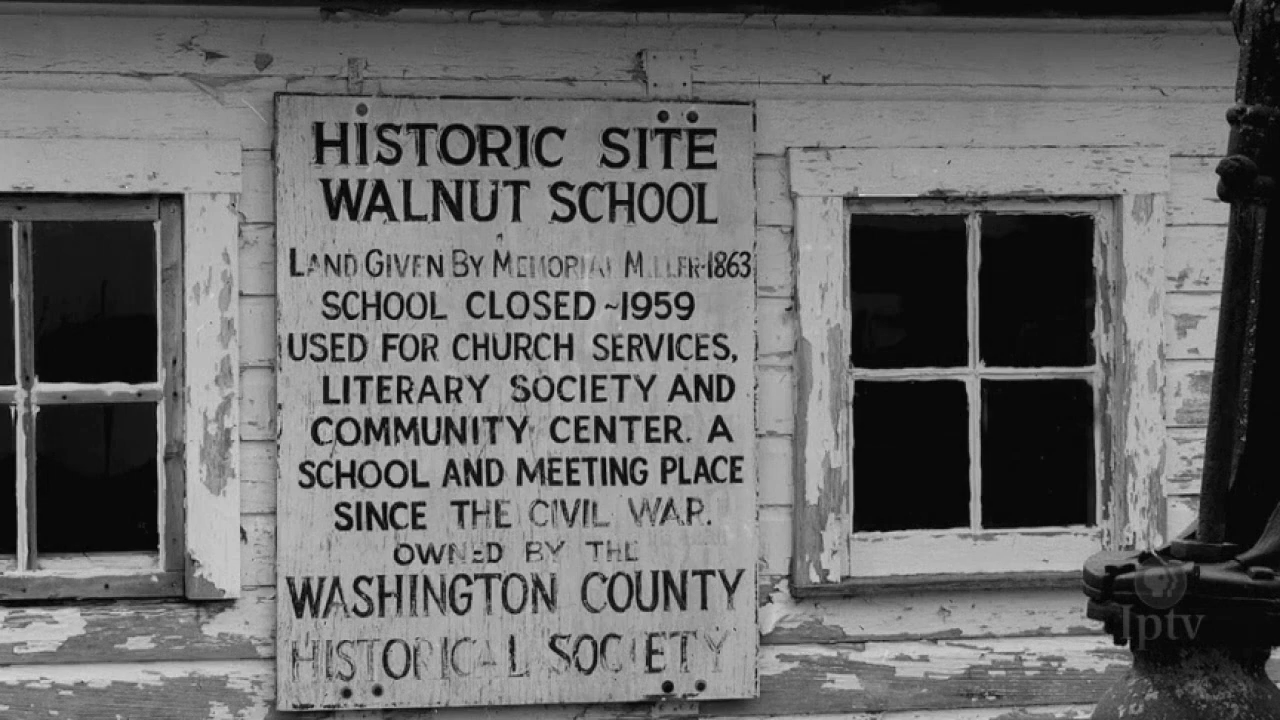 HISTORIC SITE
WALNUT SCHOOL
LAND GIVEN BY MEMORIAL MILLER-1863
SCHOOL CLOSED ~1959
USED FOR CHURCH SERVICES,
LITERARY SOCIETY AND
COMMUNITY CENTER. A
SCHOOL AND MEETING PLACE
SINCE THE CIVIL WAR.
OWNED BY THE
WASHINGTON COUNTY
HISTORICAL SOCIETY
Iptv